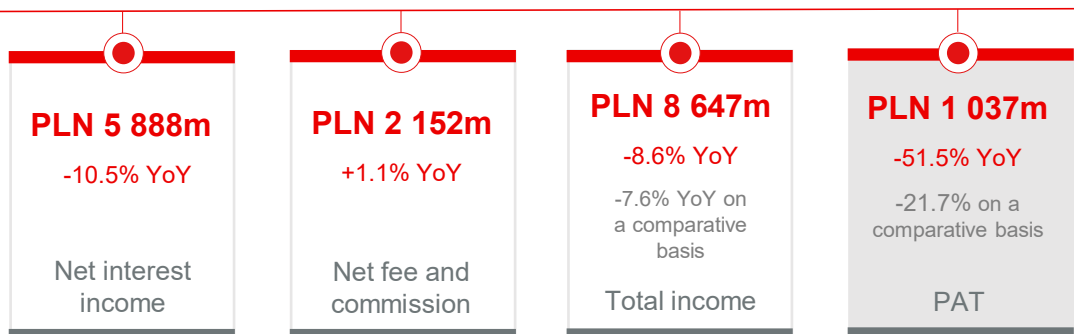 PLN 5 888m
-10.5% YoY
Net interest
income
PLN 2 152m
+1.1% YoY
Net fee and
commission
PLN 8 647m
-8.6% YoY
-7.6% YoY on
a comparative
basis
Total income
PLN 1 037m
-51.5% YoY
-21.7% on a
comparative basis
PAT